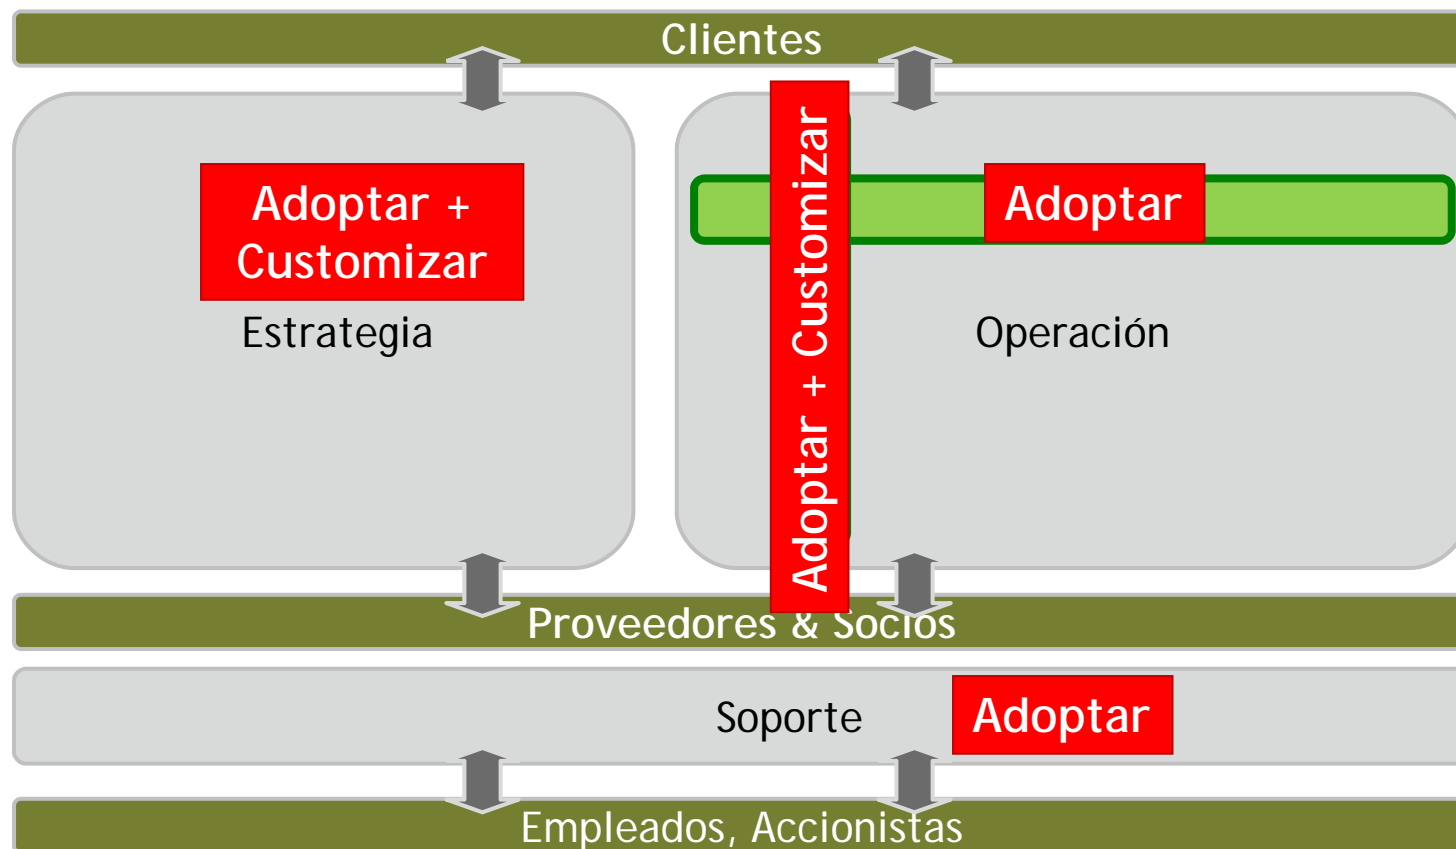 Clientes
Adoptar +
Customizar
Estrategia
Adoptar + Customizar
Adoptar
Operación
Proveedores & Socios
Soporte
Adoptar
Empleados, Accionistas